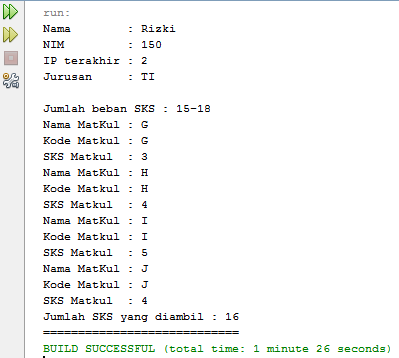 run:
Nama        : Rizki
NIM         : 150
IP terakhir : 2
Jurusan     : TI

Jumlah beban SKS : 15-18
Nama MatKul : G
Kode Matkul : G
SKS Matkul  : 3
Nama MatKul : H
Kode Matkul : H
SKS Matkul  : 4
Nama MatKul : I
Kode Matkul : I
SKS Matkul  : 5
Nama MatKul : J
Kode Matkul : J
SKS Matkul  : 4
Jumlah SKS yang diambil : 16
============================
BUILD SUCCESSFUL (total time: 1 minute 26 seconds)